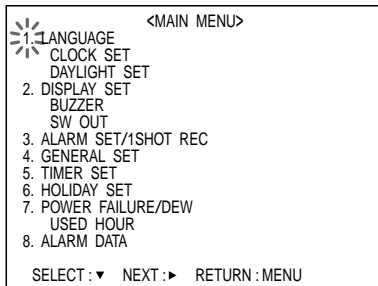 <MAIN MENU>
1. LANGUAGE
CLOCK SET
DAYLIGHT SET
2. DISPLAY SET
BUZZER
SW OUT
3. ALARM SET/1SHOT REC
4. GENERAL SET
5. TIMER SET
6. HOLIDAY SET
7. POWER FAILURE/DEW
USED HOUR
8. ALARM DATA
SELECT : ▼ NEXT : ► RETURN : MENU